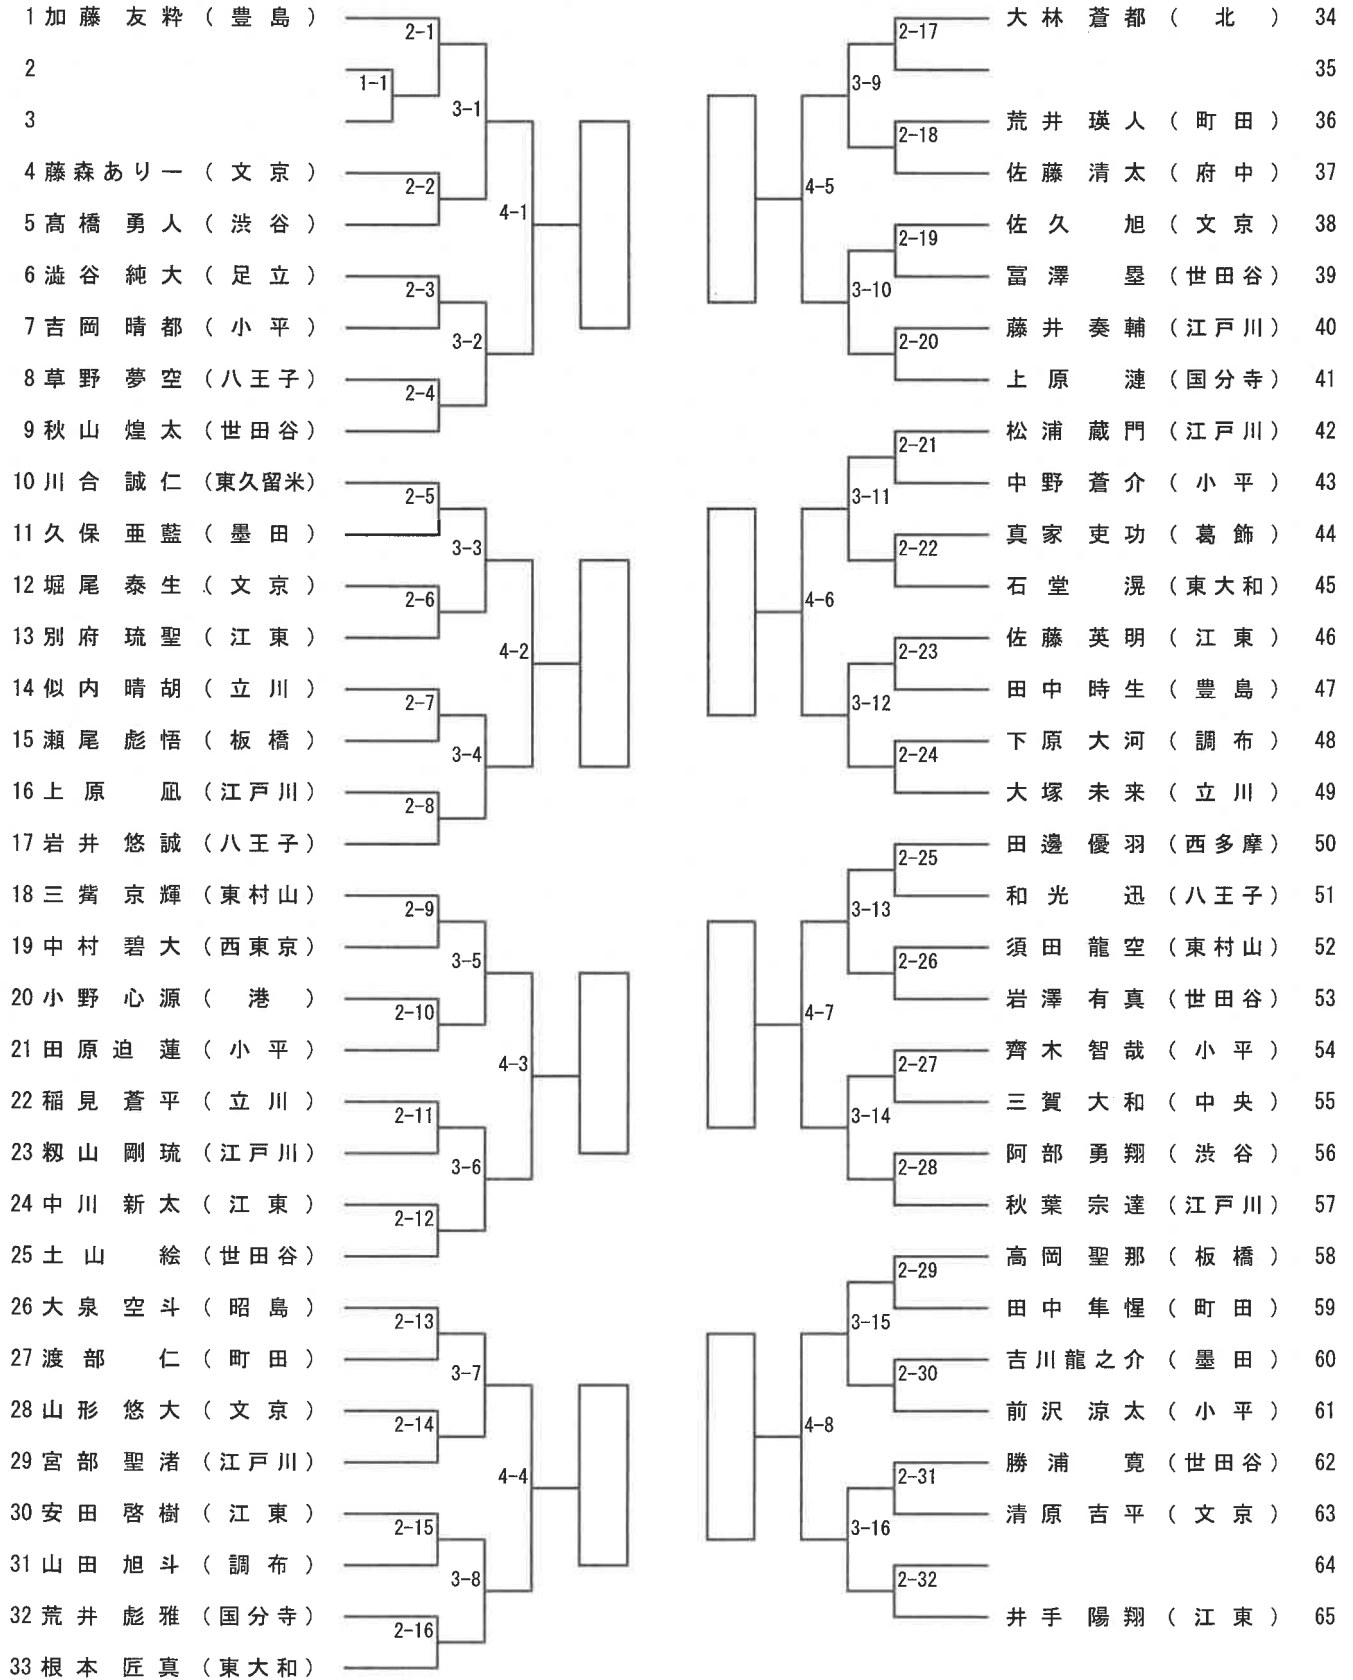 1 加藤 友粋 (豊島)
2
3
4 藤森あり一 (文京)
5 髙橋 勇人 (渋谷)
6 澁谷 純大 (足立)
7 吉岡 晴都 (小平)
8 草野 夢空 (八王子)
9 秋山 煌太 (世田谷)
10 川合 誠仁 (東久留米)
11 久保 亜藍 (墨田)
12 堀尾 泰生 (文京)
13 別府 琉聖 (江東)
14 似内 晴胡 (立川)
15 瀬尾 彪悟 (板橋)
16 上原 凪 (江戸川)
17 岩井 悠誠 (八王子)
18 三觜 京輝 (東村山)
19 中村 碧大 (西東京)
20 小野 心源 (港)
21 田原迫 蓮 (小平)
22 稲見 蒼平 (立川)
23 籾山 剛琉 (江戸川)
24 中川 新太 (江東)
25 土山 絵 (世田谷)
26 大泉 空斗 (昭島)
27 渡部 仁 (町田)
28 山形 悠大 (文京)
29 宮部 聖渚 (江戸川)
30 安田 啓樹 (江東)
31 山田 旭斗 (調布)
32 荒井 彪雅 (国分寺)
33 根本 匠真 (東大和)
1-1
2-1
2-2
2-3
2-4
2-5
2-6
2-7
2-8
2-9
2-10
2-11
2-12
2-13
2-14
2-15
2-16
3-1
3-2
3-3
3-4
3-5
3-6
3-7
3-8
4-1
4-2
4-3
4-4
4-5
4-6
4-7
4-8
3-9
3-10
3-11
3-12
3-13
3-14
3-15
3-16
2-17
2-18
2-19
2-20
2-21
2-22
2-23
2-24
2-25
2-26
2-27
2-28
2-29
2-30
2-31
2-32
大林 蒼都 (北) 34
35
荒井 瑛人 (町田) 36
佐藤 清太 (府中) 37
佐久 旭 (文京) 38
冨澤 塁 (世田谷) 39
藤井 奏輔 (江戸川) 40
上原 漣 (国分寺) 41
松浦 蔵門 (江戸川) 42
中野 蒼介 (小平) 43
真家 吏功 (葛飾) 44
石堂 滉 (東大和) 45
佐藤 英明 (江東) 46
田中 時生 (豊島) 47
下原 大河 (調布) 48
大塚 未来 (立川) 49
田邊 優羽 (西多摩) 50
和光 迅 (八王子) 51
須田 龍空 (東村山) 52
岩澤 有真 (世田谷) 53
齊木 智哉 (小平) 54
三賀 大和 (中央) 55
阿部 勇翔 (渋谷) 56
秋葉 宗達 (江戸川) 57
高岡 聖那 (板橋) 58
田中 隼惺 (町田) 59
吉川龍之介 (墨田) 60
前沢 涼太 (小平) 61
勝浦 寛 (世田谷) 62
清原 吉平 (文京) 63
64
井手 陽翔 (江東) 65